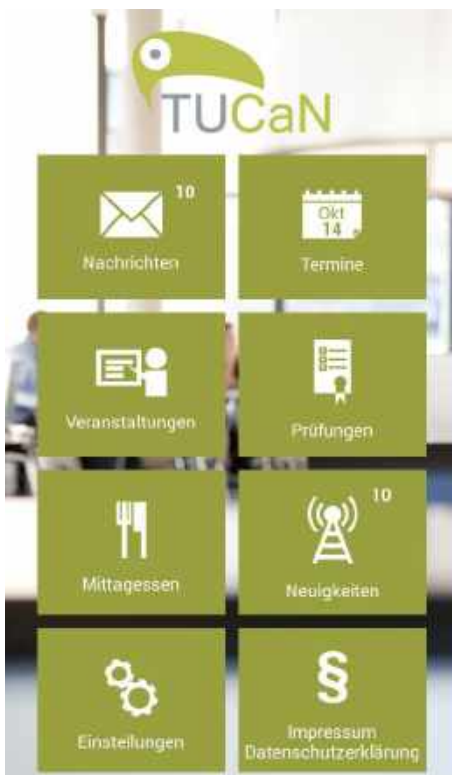 TUCaN
10
Nachrichten
Okt
14
Termine
Veranstaltungen
Prüfungen
Mittagessen
10
Neuigkeiten
Einstellungen
§
Impressum
Datenschutzerklärung